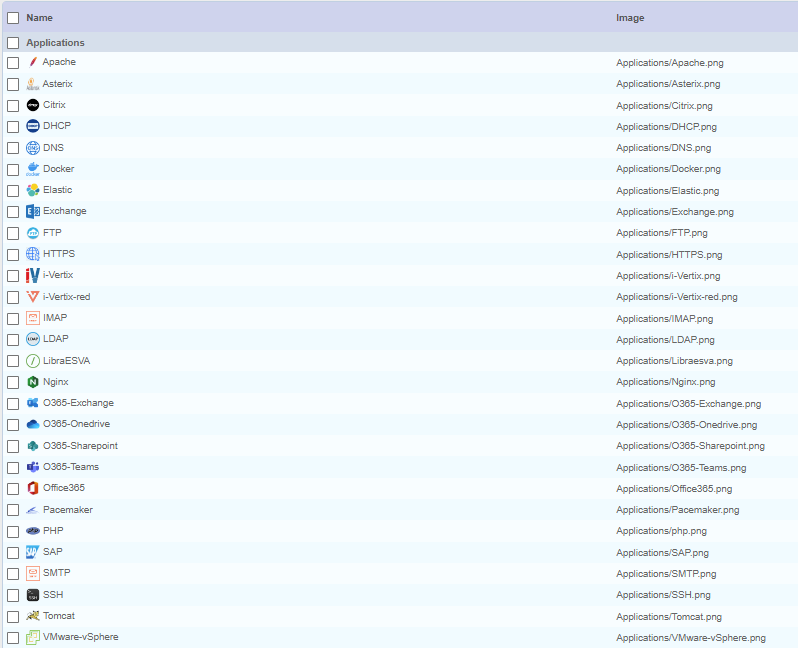 Name Image
Applications
Apache Applications/Apache.png
Asterix Applications/Asterix.png
Citrix Applications/Citrix.png
DHCP Applications/DHCP.png
DNS Applications/DNS.png
Docker Applications/Docker.png
Elastic Applications/Elastic.png
Exchange Applications/Exchange.png
FTP Applications/FTP.png
HTTPS Applications/HTTPS.png
i-Vertix Applications/i-Vertix.png
i-Vertix-red Applications/i-Vertix-red.png
IMAP Applications/IMAP.png
LDAP Applications/LDAP.png
LibraESVA Applications/Libraesva.png
Nginx Applications/Nginx.png
O365-Exchange Applications/O365-Exchange.png
O365-Onedrive Applications/O365-Onedrive.png
O365-Sharepoint Applications/O365-Sharepoint.png
O365-Teams Applications/O365-Teams.png
Office365 Applications/Office365.png
Pacemaker Applications/Pacemaker.png
PHP Applications/php.png
SAP Applications/SAP.png
SMTP Applications/SMTP.png
SSH Applications/SSH.png
Tomcat Applications/Tomcat.png
VMware-vSphere Applications/VMware-vSphere.png